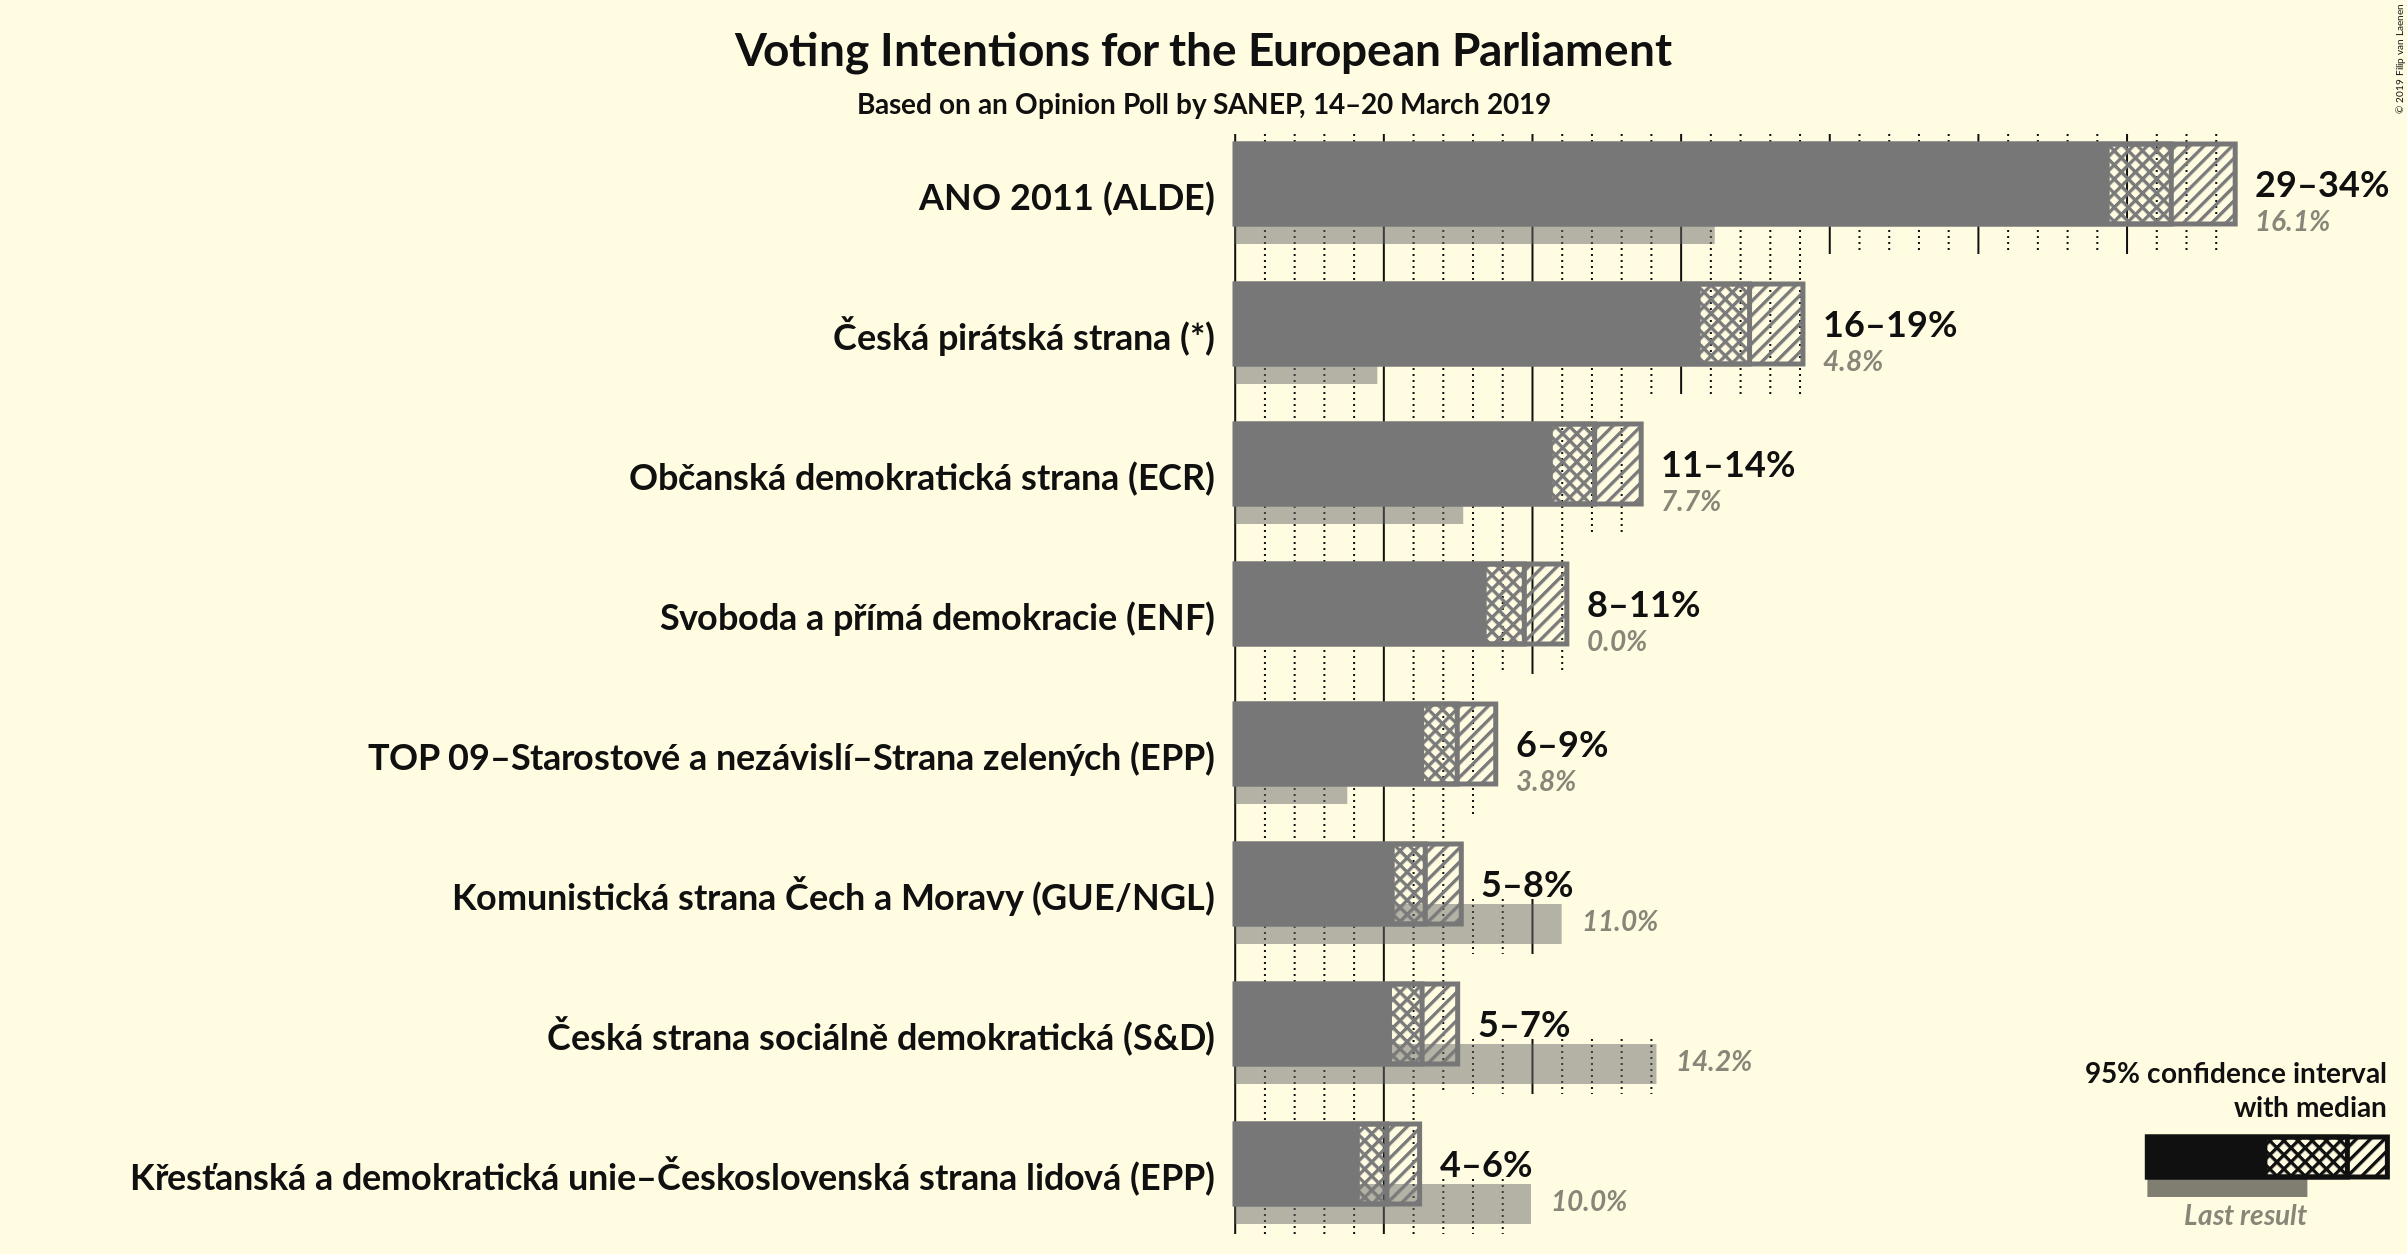 Voting Intentions for the European Parliament
Based on an Opinion Poll by SANEP, 14–20 March 2019
© 2019 Filip van Laenen
ANO 2011 (ALDE)
29–34%
16.1%
Česká pirátská strana (*)
16–19%
4.8%
Občanská demokratická strana (ECR)
11–14%
7.7%
Svoboda a přímá demokracie (ENF)
8–11%
0.0%
TOP 09–Starostové a nezávislí–Strana zelených (EPP)
6–9%
3.8%
Komunistická strana Čech a Moravy (GUE/NGL)
5–8%
11.0%
Česká strana sociálně demokratická (S&D)
5–7%
14.2%
Křesťanská a demokratická unie–Československá strana lidová (EPP)
4–6%
10.0%
95% confidence interval
with median
Last result